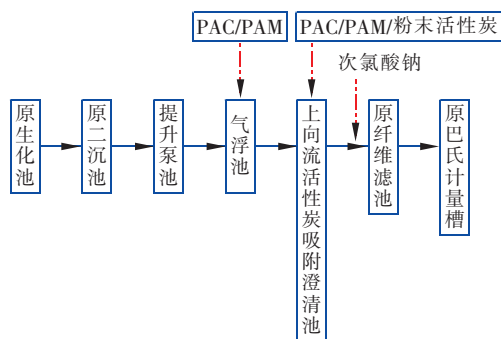 PAC/PAM
PAC/PAM/粉末活性炭
次氯酸钠
原生化池
原二沉池
提升泵池
气浮池
上向流活性炭吸附澄清池
原纤维滤池
原巴氏计量槽